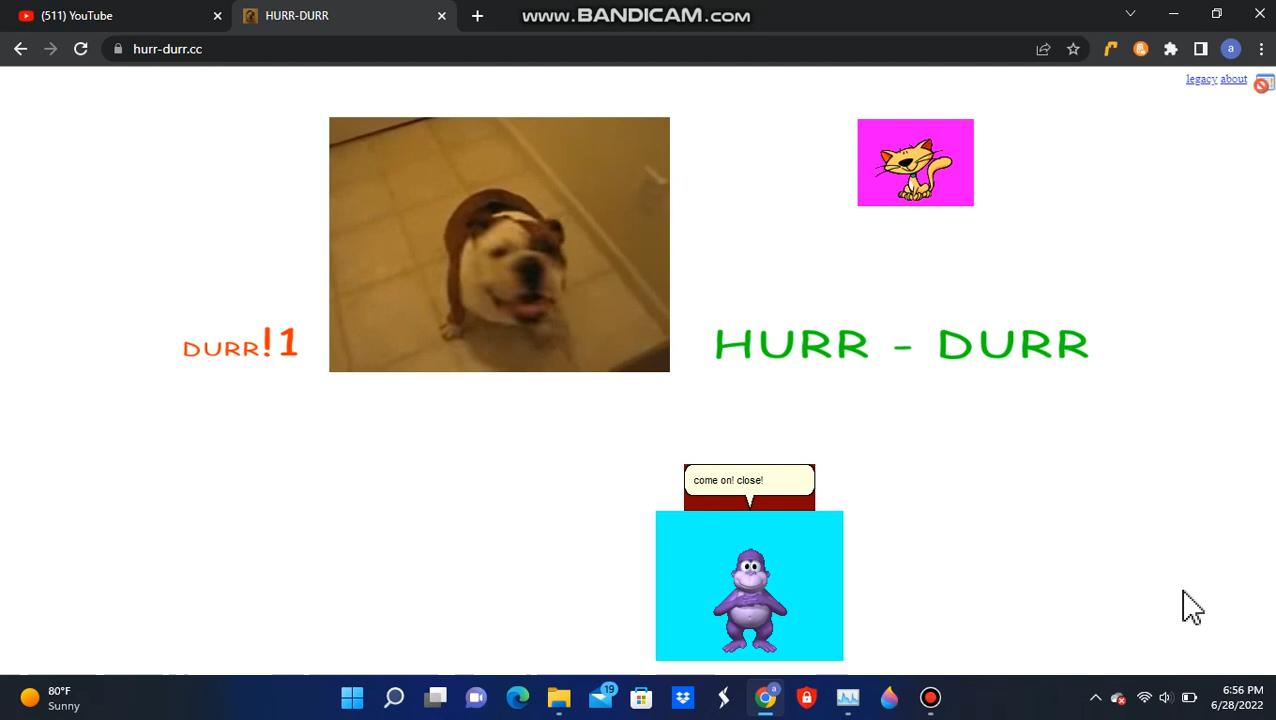 (511) YouTube
HURR-DURR
www.BANDICAM.com
hurr-durr.cc
a
legacy about
DURR!1
HURR - DURR
come on! close!
80°F
Sunny
19
a
6:56 PM
6/28/2022